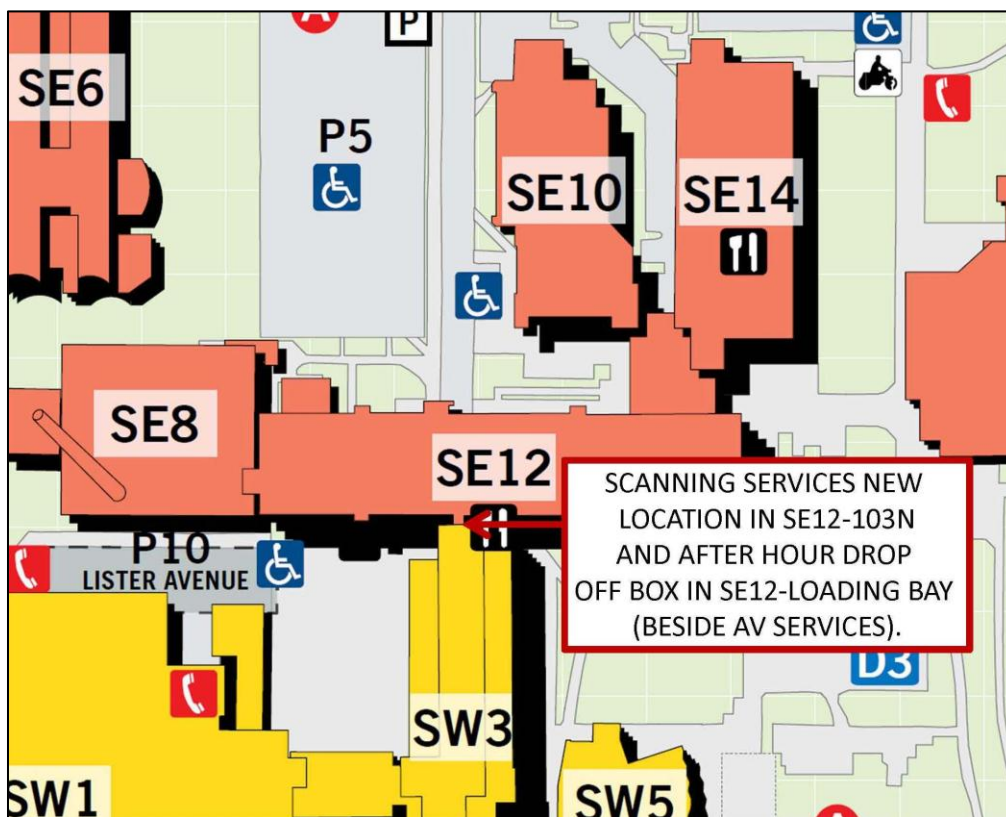 A
P
SE6
P5
SE10
SE14
SE8
SE12
SCANNING SERVICES NEW
LOCATION IN SE12-103N
AND AFTER HOUR DROP
OFF BOX IN SE12-LOADING BAY
(BESIDE AV SERVICES).
P10
LISTER AVENUE
D3
SW3
SW1
SW5
A